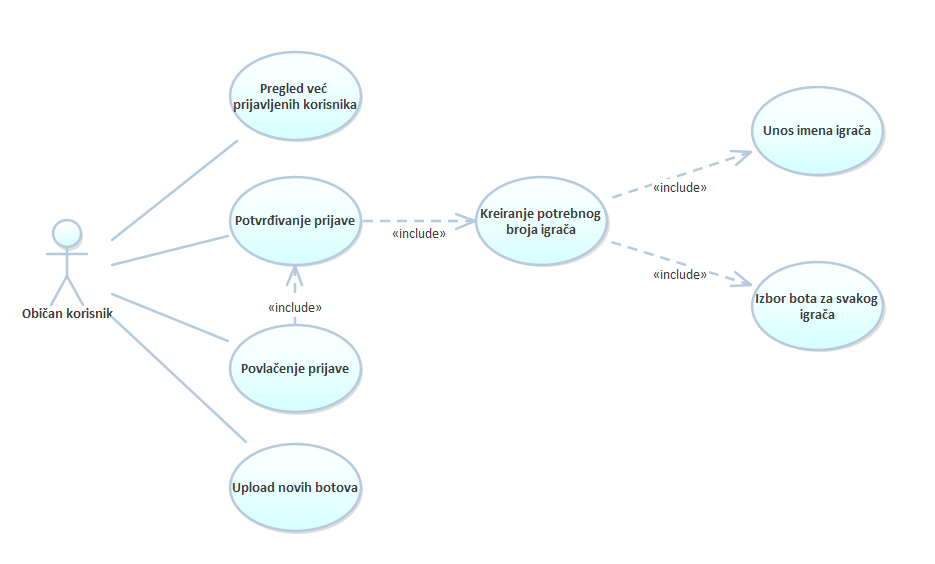 Pregled već
prijavljenih korisnika
Unos imena igrača
«include»
Potvrđivanje prijave
«include»
Kreiranje potrebnog
broja igrača
Običan korisnik
«include»
«include»
Izbor bota za svakog
igrača
Povlačenje prijave
Upload novih botova